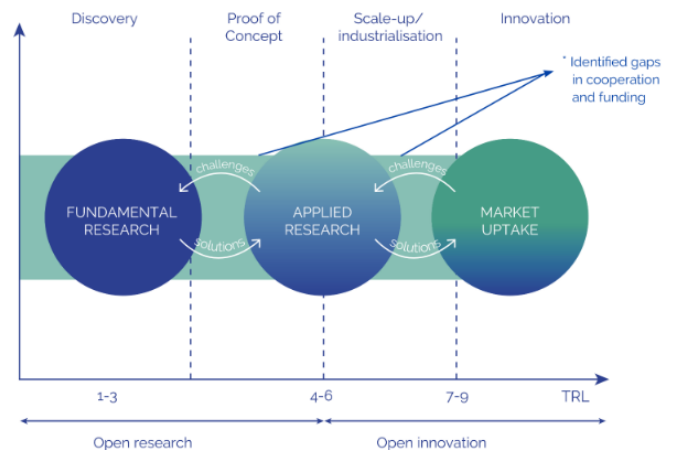 Discovery
Proof of
Concept
Scale-up/
industrialisation
Innovation
* Identified gaps
in cooperation
and funding
challenges
challenges
FUNDAMENTAL
RESEARCH
APPLIED
RESEARCH
MARKET
UPTAKE
solutions
solutions
1-3
4-6
7-9
TRL
Open research
Open innovation